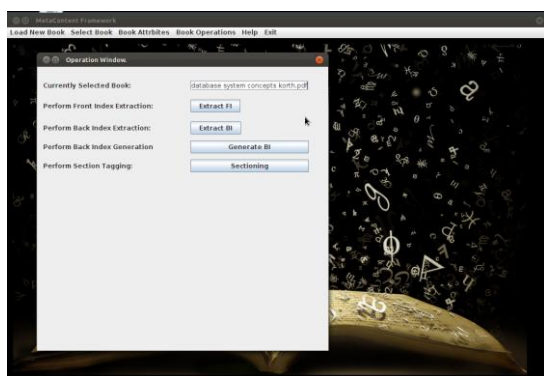 MetaContext Framework
Load New Book Select Book Book Attrbites Book Operations Help Exit
Operation Window.
Currently Selected Book: database system concepts korth.pdf
Perform Front Index Extraction: Extract FI
Perform Back Index Extraction: Extract BI
Perform Back Index Generation Generate BI
Perform Section Tagging: Sectioning